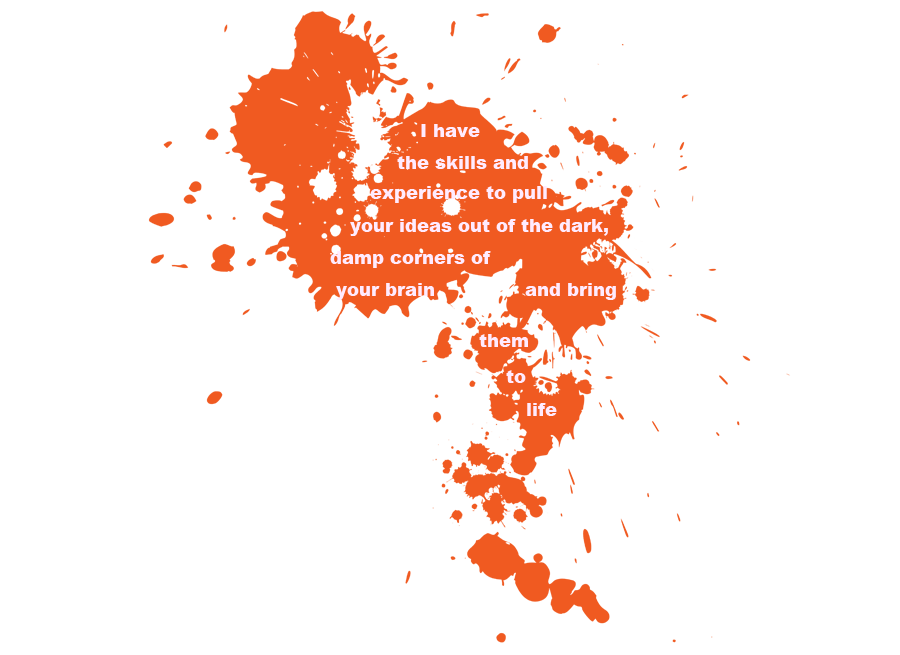 I have
the skills and
experience to pull
your ideas out of the dark,
damp corners of
your brain and bring
them
to
life